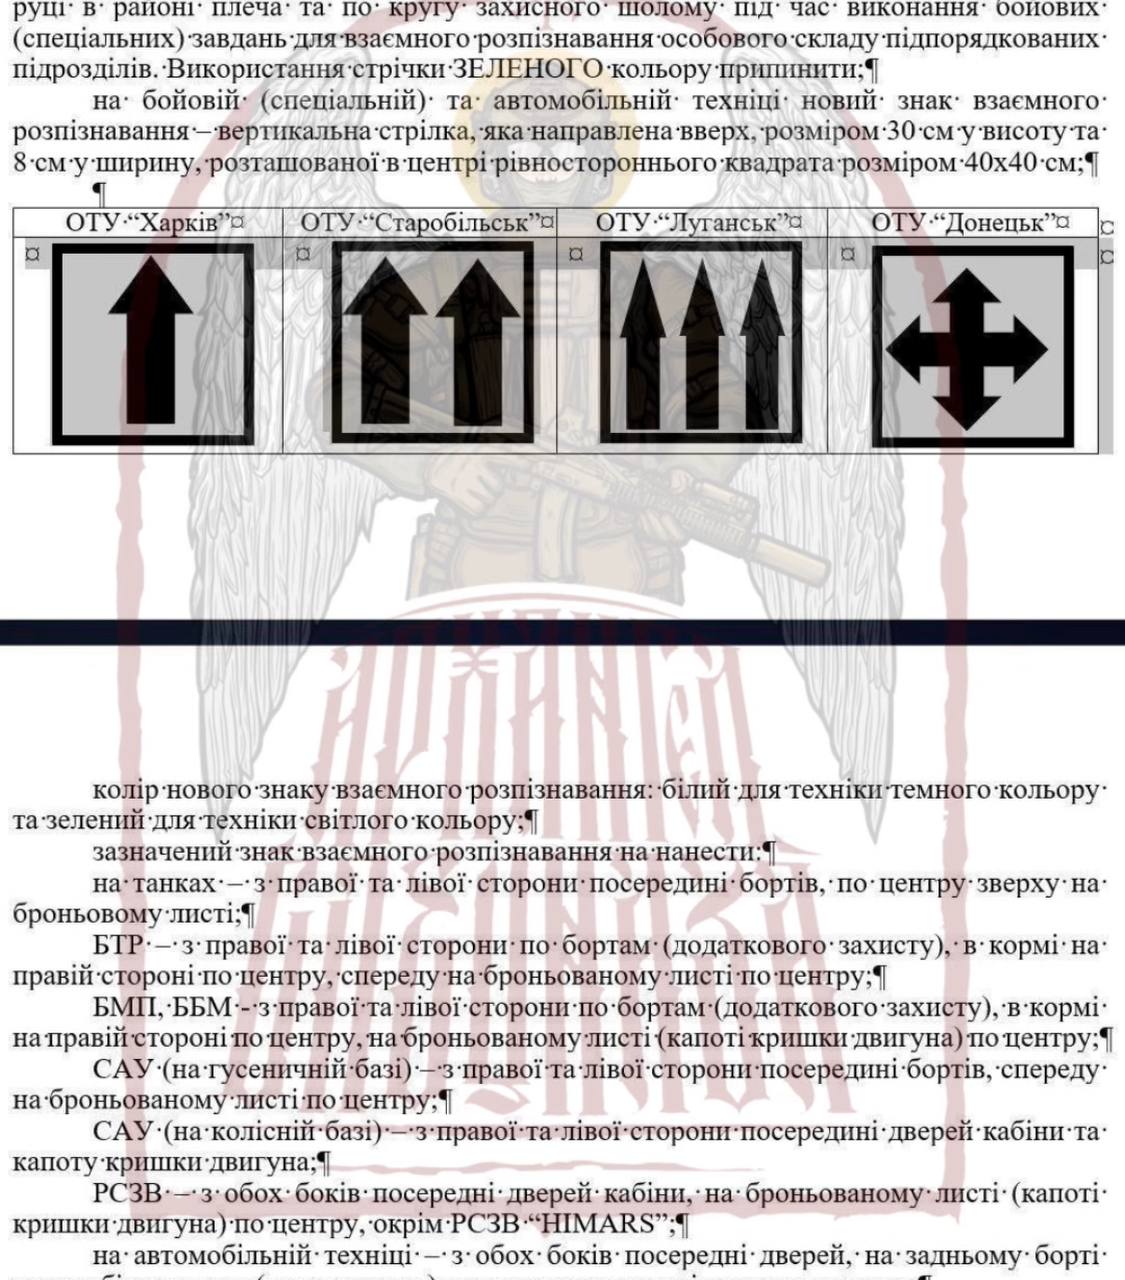 руці в районі плеча та по кругу захисного шолому під час виконання бойових
(спеціальних) завдань для взаємного розпізнавання особового складу підпорядкованих
підрозділів. Використання стрічки ЗЕЛЕНОГО кольору припинити;¶
на бойовій (спеціальній) та автомобільній техніці новий знак взаємного
розпізнавання – вертикальна стрілка, яка направлена вверх, розміром 30 см у висоту та
8 см у ширину, розташованої в центрі рівностороннього квадрата розміром 40х40 см;¶
¶
ОТУ “Харків”¤ ОТУ “Старобільськ”¤ ОТУ “Луганськ”¤ ОТУ “Донецьк”¤
колір нового знаку взаємного розпізнавання: білий для техніки темного кольору
та зелений для техніки світлого кольору;¶
зазначений знак взаємного розпізнавання на нанести:¶
на танках – з правої та лівої сторони посередині бортів, по центру зверху на
броньовому листі;¶
БТР – з правої та лівої сторони по бортам (додаткового захисту), в кормі на
правій стороні по центру, спереду на броньованому листі по центру;¶
БМП, ББМ - з правої та лівої сторони по бортам (додаткового захисту), в кормі
на правій стороні по центру, на броньованому листі (капоті кришки двигуна) по центру;¶
САУ (на гусеничній базі) – з правої та лівої сторони посередині бортів, спереду
на броньованому листі по центру;¶
САУ (на колісній базі) – з правої та лівої сторони посередині дверей кабіни та
капоту кришки двигуна;¶
РСЗВ – з обох боків посередні дверей кабіни, на броньованому листі (капоті
кришки двигуна) по центру, окрім РСЗВ “HIMARS”;¶
на автомобільній техніці – з обох боків посередні дверей, на задньому борті
АРХАНГЕЛ
СПЕЦНАЗА